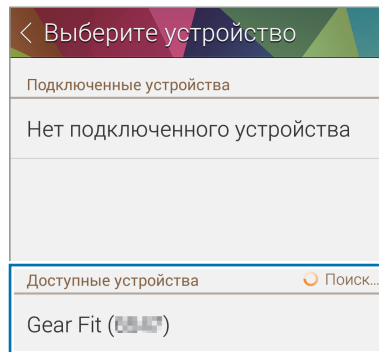 Выберите устройство
Подключенные устройства
Нет подключенного устройства
Доступные устройства Поиск...
Gear Fit ()